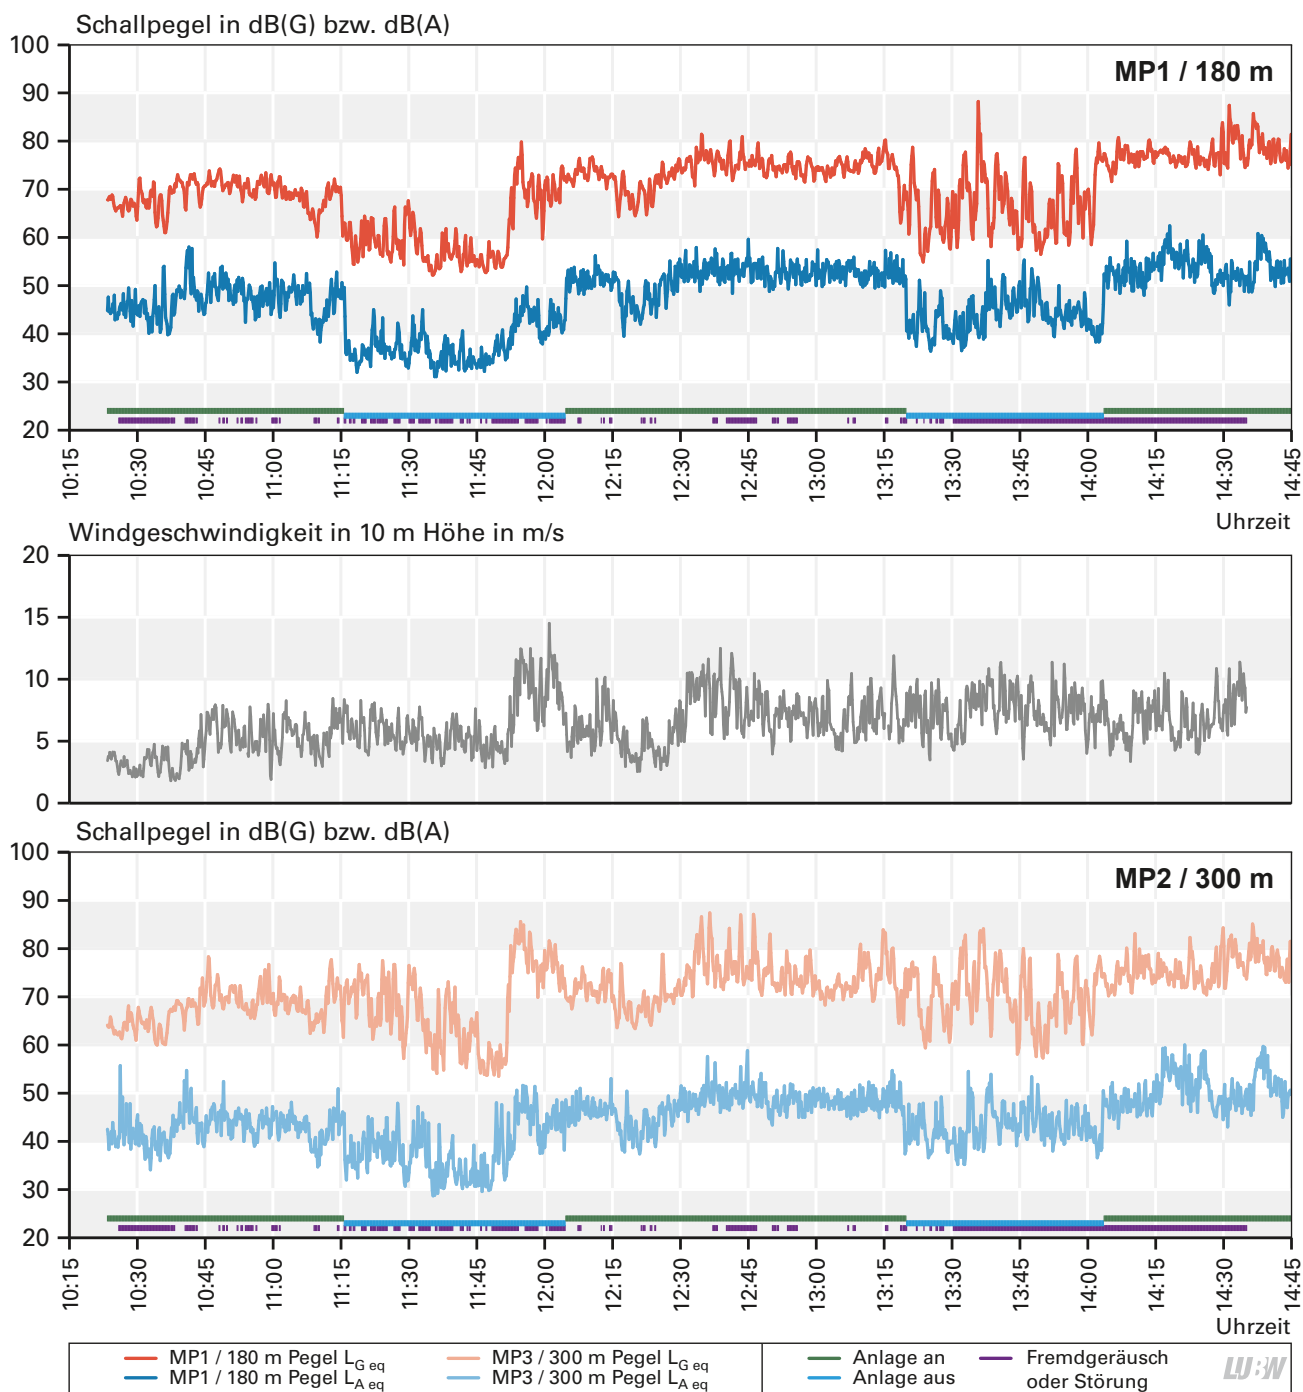 Schallpegel in dB(G) bzw. dB(A)
MP1 / 180 m
100
90
80
70
60
50
40
30
20
10:15 10:30 10:45 11:00 11:15 11:30 11:45 12:00 12:15 12:30 12:45 13:00 13:15 13:30 13:45 14:00 14:15 14:30 14:45
Uhrzeit
Windgeschwindigkeit in 10 m Höhe in m/s
20
15
10
5
0
Schallpegel in dB(G) bzw. dB(A)
MP2 / 300 m
100
90
80
70
60
50
40
30
20
10:15 10:30 10:45 11:00 11:15 11:30 11:45 12:00 12:15 12:30 12:45 13:00 13:15 13:30 13:45 14:00 14:15 14:30 14:45
Uhrzeit
MP1 / 180 m Pegel L G eq
MP1 / 180 m Pegel L A eq
MP3 / 300 m Pegel L G eq
MP3 / 300 m Pegel L A eq
Anlage an
Anlage aus
Fremdgeräusch
oder Störung
LUBW